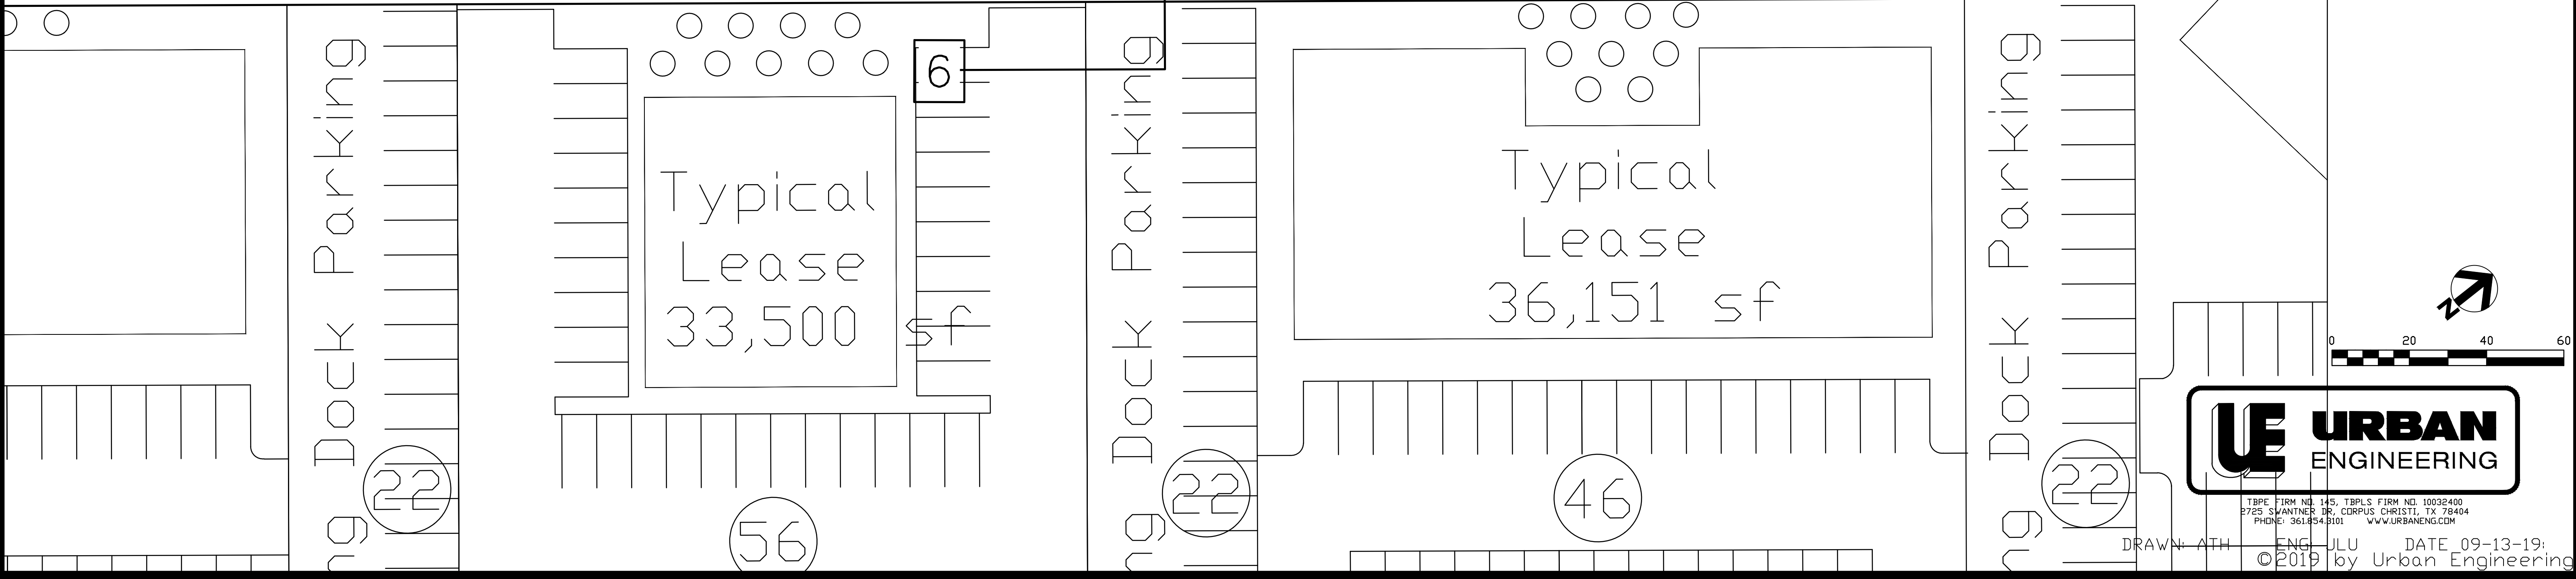 6
Dock Parking
Typical
Lease
33,500 sf
Dock Parking
Typical
Lease
36,151 sf
Dock Parking
22
56
22
46
22
ng
ng
ng
N
0 20 40 60
UE URBAN
ENGINEERING
TBPE FIRM NO. 145, TBPLS FIRM NO. 10032400
2725 SWANTNER DR, CORPUS CHRISTI, TX 78404
PHONE: 361.854.3101 WWW.URBANENG.COM
DRAWN: ATH ENG: JLU DATE 09-13-19:
©2019 by Urban Engineering